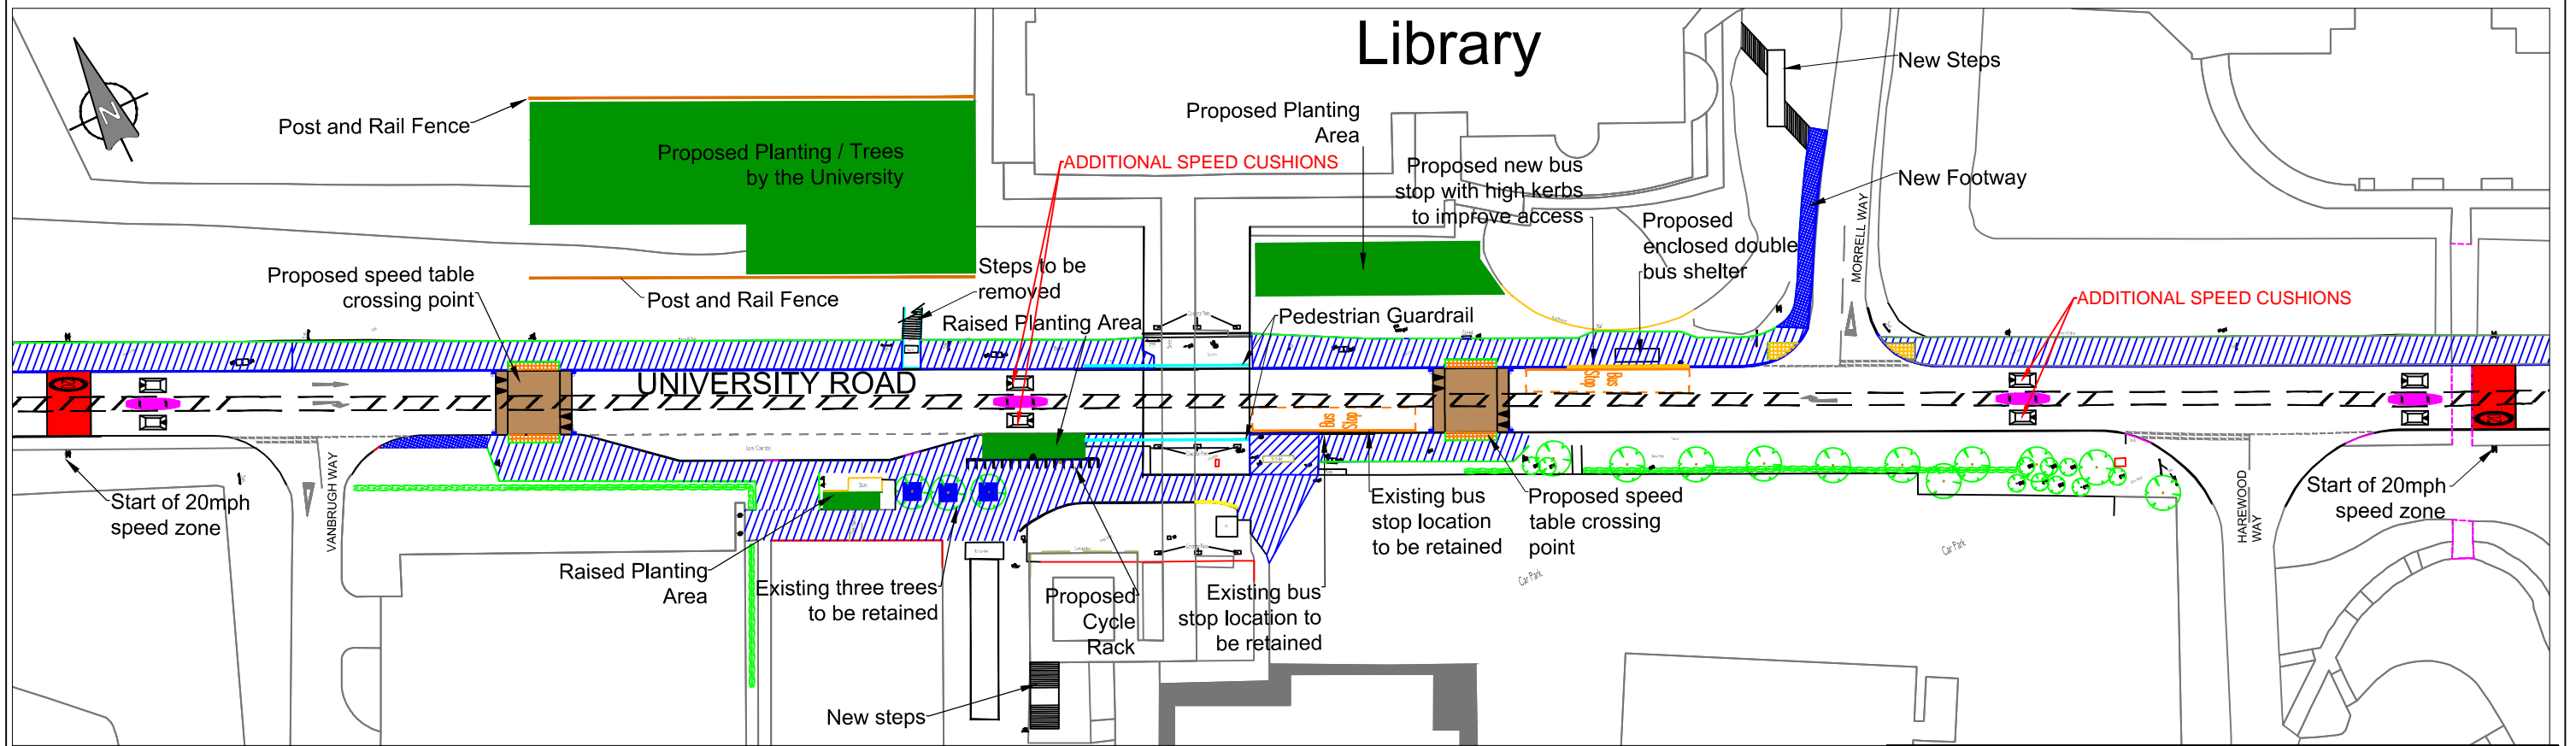 Library
N
New Steps
Post and Rail Fence
Proposed Planting
Area
Proposed Planting / Trees
by the University
ADDITIONAL SPEED CUSHIONS
Proposed new bus
stop with high kerbs
to improve access
New Footway
Proposed
enclosed double
bus shelter
MORRELL WAY
Proposed speed table
crossing point
Post and Rail Fence
Steps to be
removed
Raised Planting Area
Pedestrian Guardrail
ADDITIONAL SPEED CUSHIONS
UNIVERSITY ROAD
Bus
Stop
Bus
Stop
VANBRUGH WAY
Start of 20mph
speed zone
Raised Planting
Area
Existing three trees
to be retained
Proposed
Cycle
Rack
Existing bus
stop location to
be retained
Existing bus
stop location
to be retained
Proposed speed
table crossing
point
Car Park
Car Park
HAREWOOD
WAY
Start of 20mph
speed zone
New steps